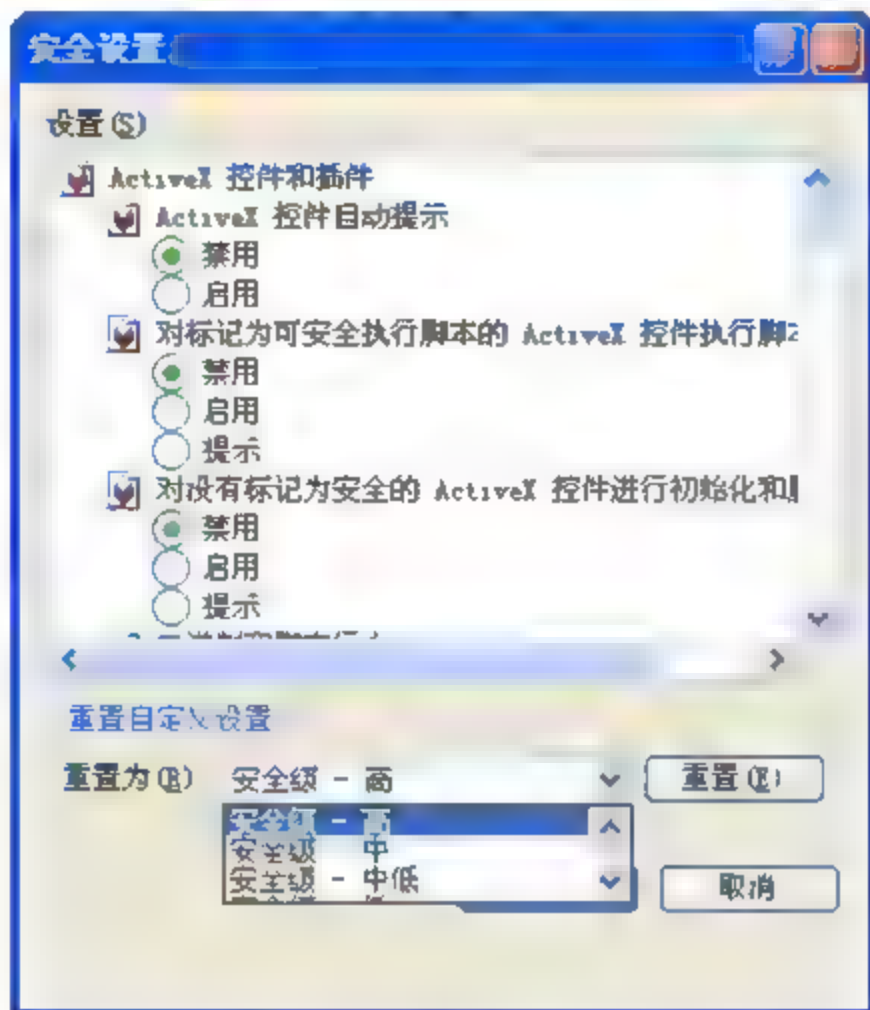 安全设置
设置(S)
ActiveX 控件和插件
ActiveX 控件自动提示
禁用
启用
对标记为可安全执行脚本的 ActiveX 控件执行脚
禁用
启用
提示
对没有标记为安全的 ActiveX 控件进行初始化和
禁用
启用
提示
重置自定义设置
重置为(R) 安全级 - 高 重置(E)
安全级 - 高
安全级 - 中
安全级 - 中低
取消